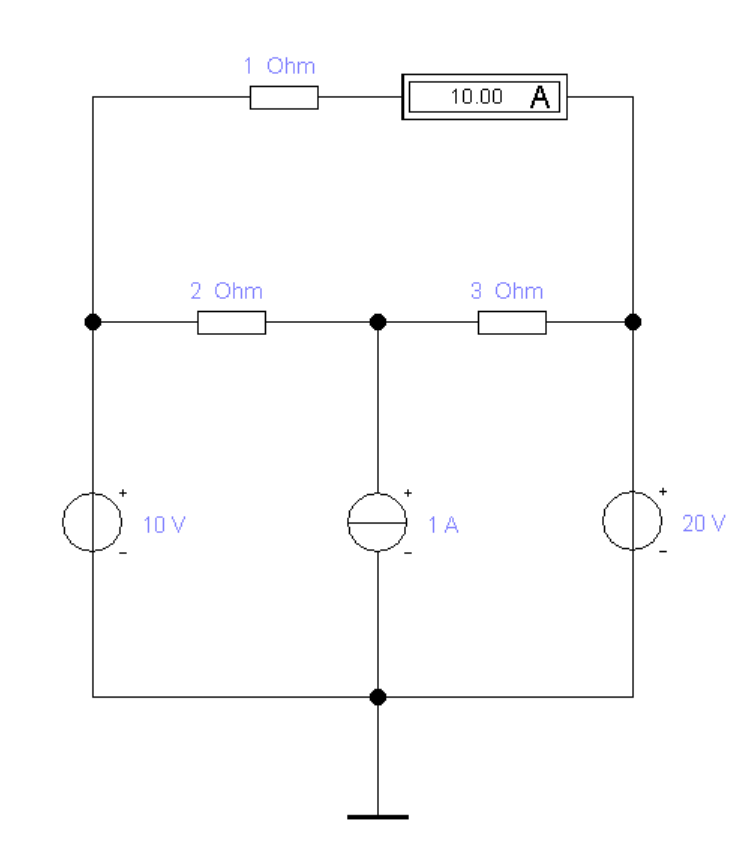 1 Ohm
10.00 A
2 Ohm
3 Ohm
+
+
+
10 V
1 A
20 V
-
-
-